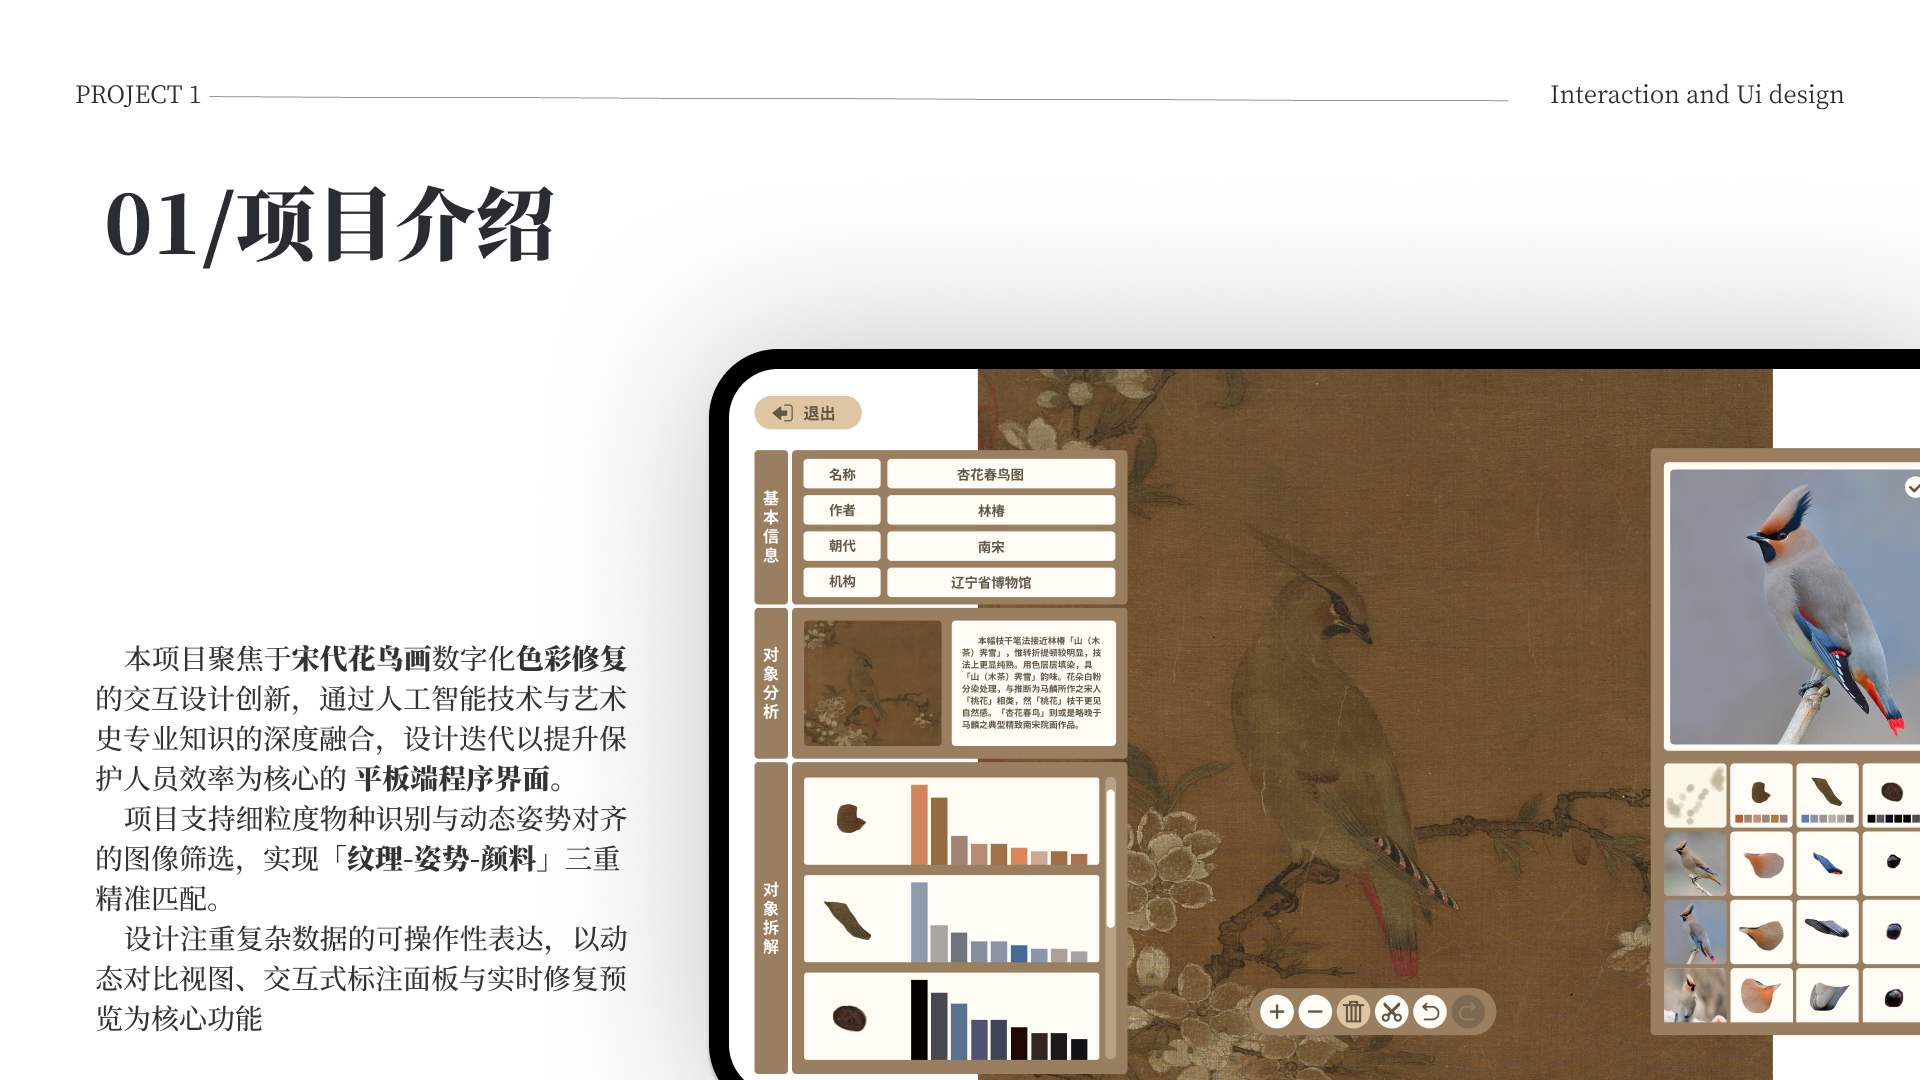 PROJECT 1
Interaction and Ui design
01/项目介绍
本项目聚焦于宋代花鸟画数字化色彩修复
的交互设计创新，通过人工智能技术与艺术
史专业知识的深度融合，设计迭代以提升保
护人员效率为核心的 平板端程序界面。
项目支持细粒度物种识别与动态姿势对齐
的图像筛选，实现「纹理-姿势-颜料」三重
精准匹配。
设计注重复杂数据的可操作性表达，以动
态对比视图、交互式标注面板与实时修复预
览为核心功能
退出
基本信息
名称 杏花春鸟图
作者 林椿
朝代 南宋
机构 辽宁省博物馆
对象分析
本幅枝干笔法接近林椿「山（木
茶）霁雪」，惟转折提顿较明显，技
法上更显纯熟。用色层层填染，具
「山（木茶）霁雪」韵味。花朵白粉
分染处理，与推断为马麟所作之宋人
「桃花」相类，然「桃花」枝干更见
自然感。「杏花春鸟」则或是略晚于
马麟之典型精致南宋院画作品。
对象拆解